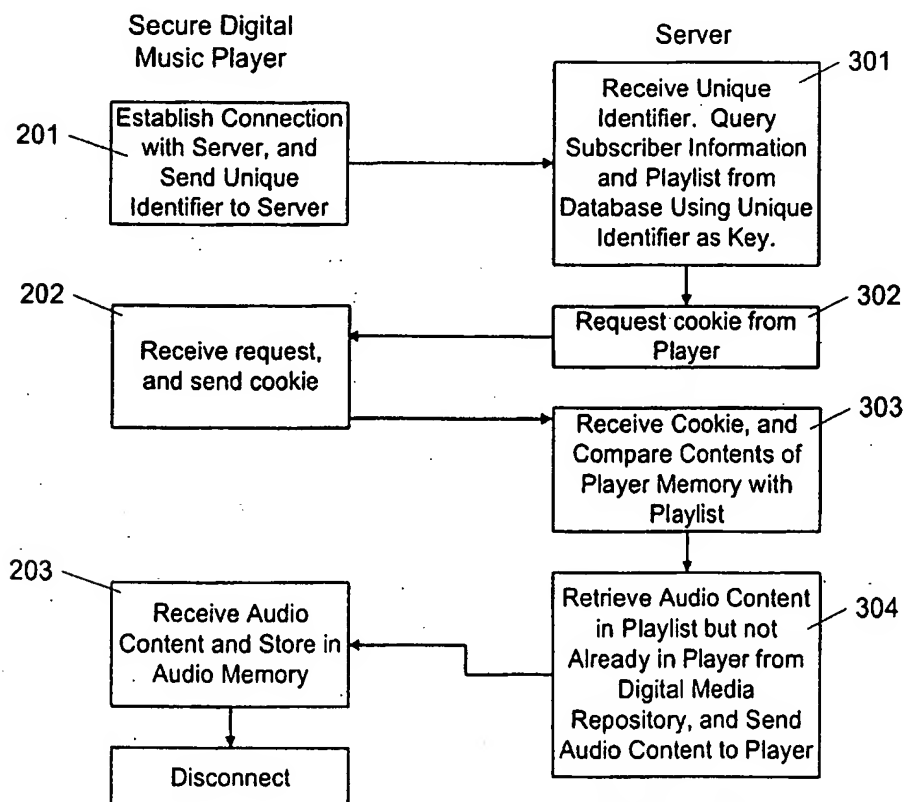 Secure Digital
Music Player
Server
301
Receive Unique
Identifier. Query
Subscriber Information
and Playlist from
Database Using Unique
Identifier as Key.
201
Establish Connection
with Server, and
Send Unique
Identifier to Server
202
Receive request,
and send cookie
302
Request cookie from
Player
303
Receive Cookie, and
Compare Contents of
Player Memory with
Playlist
203
Receive Audio
Content and Store in
Audio Memory
304
Retrieve Audio Content
in Playlist but not
Already in Player from
Digital Media
Repository, and Send
Audio Content to Player
Disconnect